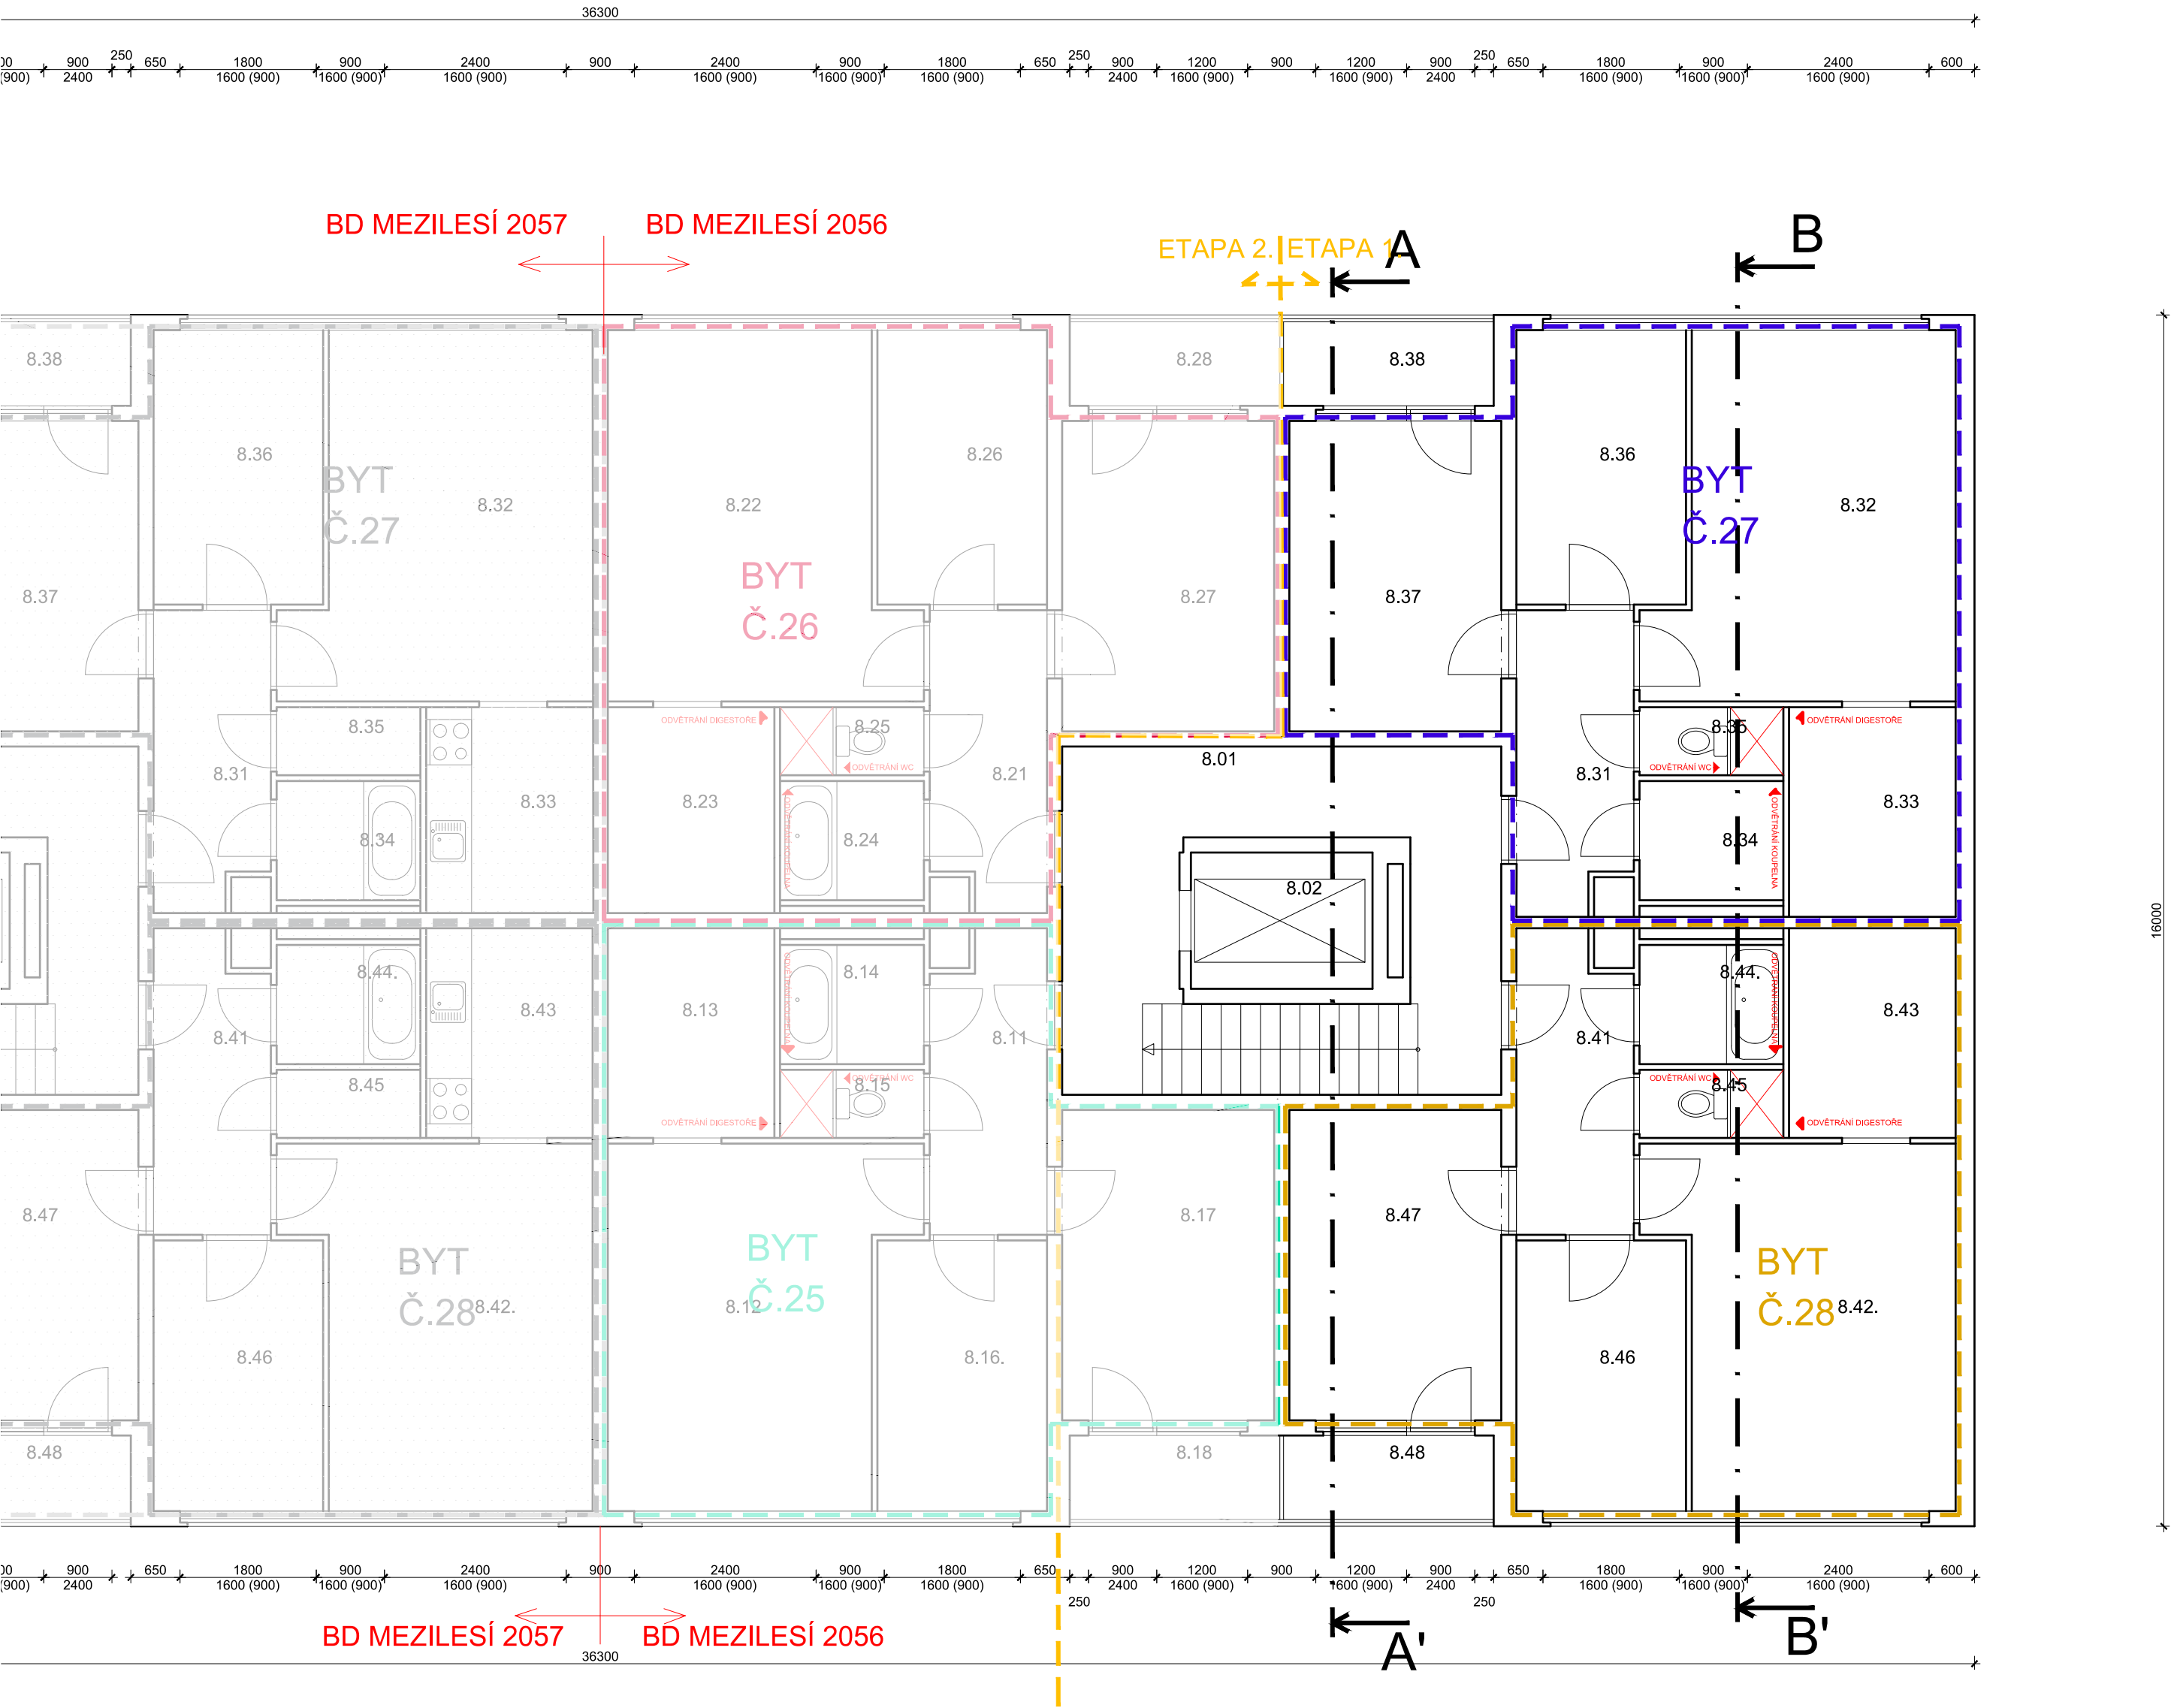 36300
900 250 650 1800 900 2400 900 2400 900 1800 650 250 900 1200 900 1200 900 250 650 1800 900 2400 600
(900) 2400 1600 (900) 1600 (900) 1600 (900) 1600 (900) 1600 (900) 1600 (900) 2400 1600 (900) 1600 (900) 2400 1600 (900) 1600 (900) 1600 (900)
BD MEZILESÍ 2057 BD MEZILESÍ 2056
B
ETAPA 2. ETAPA 1.
A
8.38 8.28 8.38
8.36 8.26 8.36
BYT
Č.27
8.32 8.22
BYT
Č.27
8.32
BYT
Č.26
8.37 8.27 8.37
ODVĚTRÁNÍ DIGESTOŘE ODVĚTRÁNÍ DIGESTOŘE
8.35 8.25 8.35
8.01
ODVĚTRÁNÍ WC ODVĚTRÁNÍ WC
8.31 8.21 8.31
8.33 8.23 8.33
ODVĚTRÁNÍ KOUPELNA ODVĚTRÁNÍ KOUPELNA
8.34 8.24 8.34
8.02
16000
8.44. 8.14 8.44.
ODVĚTRÁNÍ KOUPELNA ODVĚTRÁNÍ KOUPELNA
8.43 8.13 8.43
8.41 8.11 8.41
ODVĚTRÁNÍ WC ODVĚTRÁNÍ WC
8.45 8.15 8.45
ODVĚTRÁNÍ DIGESTOŘE ODVĚTRÁNÍ DIGESTOŘE
8.47 8.17 8.47
BYT
Č.28
8.42.
BYT
Č.25
8.12
BYT
Č.28
8.42.
8.46 8.16. 8.46
8.48 8.18 8.48
900 650 1800 900 2400 900 2400 900 1800 650 900 1200 900 1200 900 650 1800 900 2400 600
(900) 2400 1600 (900) 1600 (900) 1600 (900) 1600 (900) 1600 (900) 1600 (900) 2400 1600 (900) 1600 (900) 2400 1600 (900) 1600 (900) 1600 (900)
250 250
BD MEZILESÍ 2057 BD MEZILESÍ 2056
A' B'
36300